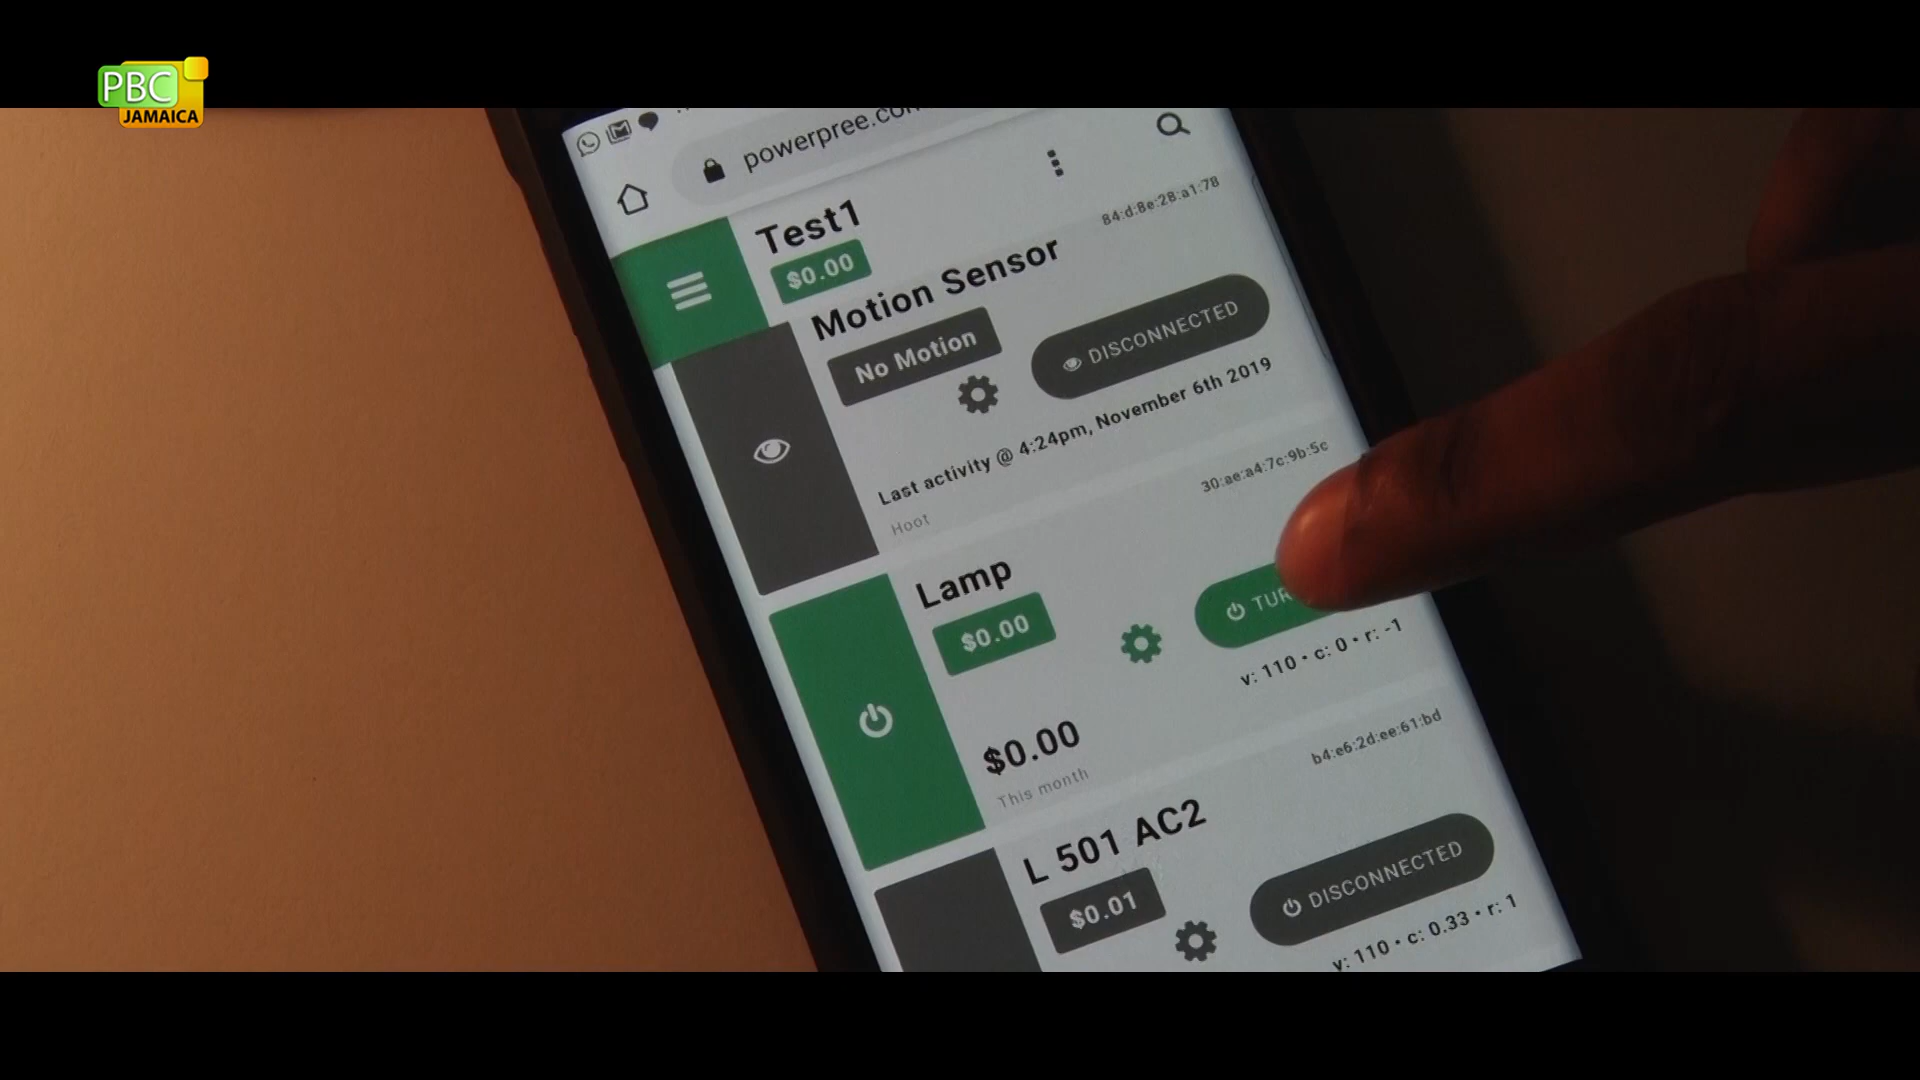 PBC
JAMAICA
powerpree.com
Test1
$0.00
84:d:8e:28:a1:78
Motion Sensor
No Motion
DISCONNECTED
Last activity @ 4:24pm, November 6th 2019
Hoot
30:ae:a4:7c:9b:5c
Lamp
$0.00
TUR
v: 110 • c: 0 • r: -1
$0.00
This month
b4:e6:2d:ee:61:bd
L 501 AC2
$0.01
DISCONNECTED
v: 110 • c: 0.33 • r: 1